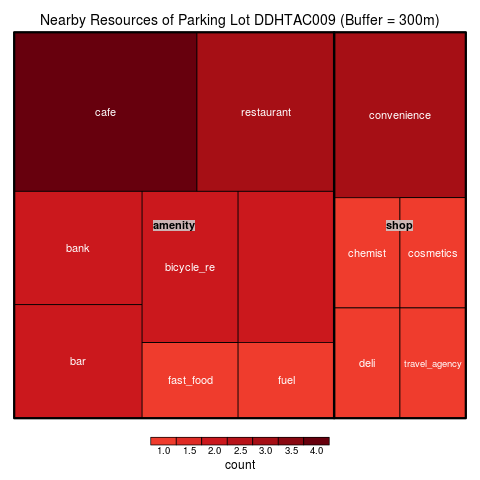 Nearby Resources of Parking Lot DDHTAC009 (Buffer = 300m)
cafe
restaurant
convenience
amenity
shop
bank
bicycle_re
chemist
cosmetics
bar
fast_food
fuel
deli
travel_agency
1.0 1.5 2.0 2.5 3.0 3.5 4.0
count